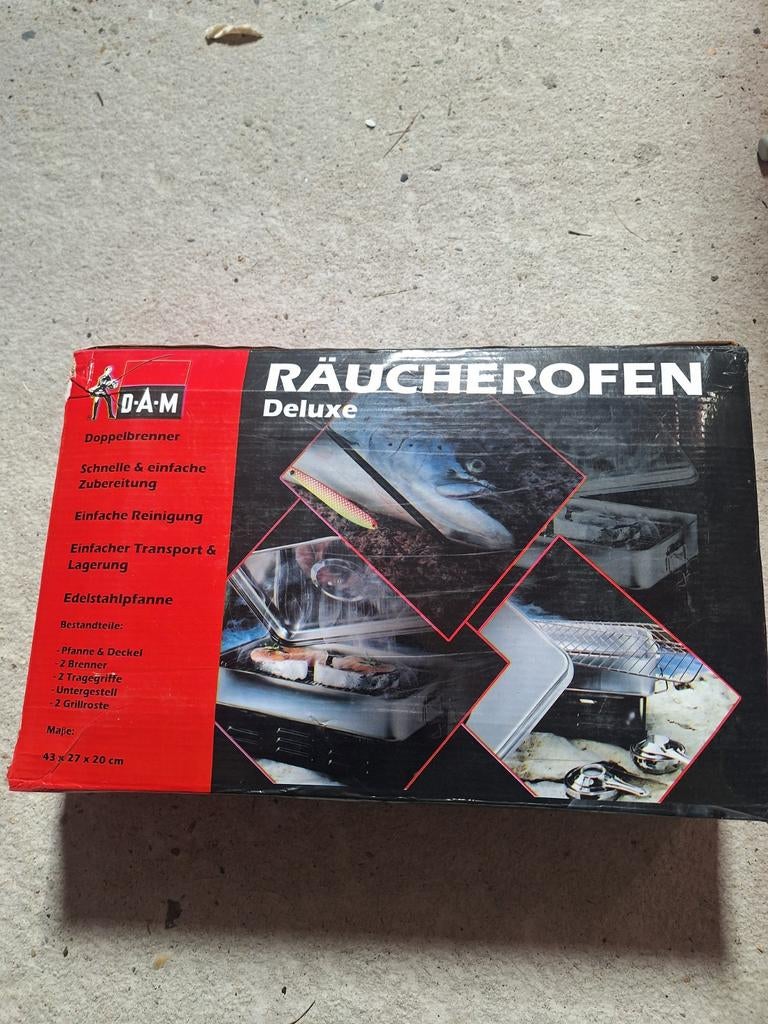 RÄUCHEROFEN
Deluxe
D·A·M
Doppelbrenner
Schnelle & einfache
Zubereitung
Einfache Reinigung
Einfacher Transport &
Lagerung
Edelstahlpfanne
Bestandteile:
- Pfanne & Deckel
- 2 Brenner
- 2 Tragegriffe
- Untergestell
- 2 Grillroste
Maße:
43 x 27 x 20 cm